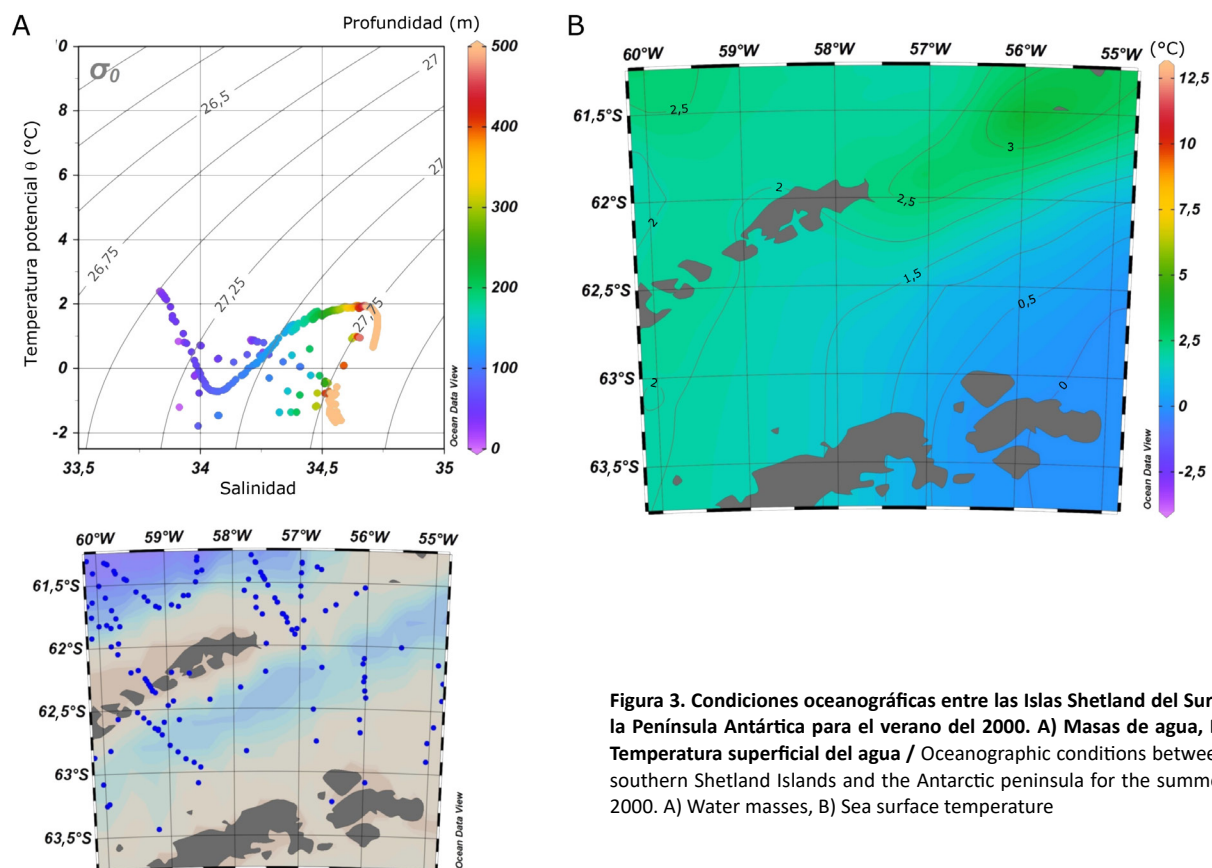 A
Profundidad (m)
σ0
Temperatura potencial θ (°C)
'0
8
6
4
2
0
-2
26,5
27
27
26,75
27,25
27,75
33,5
34
34,5
35
Salinidad
500
400
300
200
100
0
Ocean Data View
B
60°W
59°W
58°W
57°W
56°W
55°W
(°C)
61,5°S
62°S
62,5°S
63°S
63,5°S
2,5
3
2
2,5
2
1,5
0,5
2
0
12,5
10
7,5
5
2,5
0
-2,5
Ocean Data View
60°W
59°W
58°W
57°W
56°W
55°W
61,5°S
62°S
62,5°S
63°S
63,5°S
Ocean Data View
Figura 3. Condiciones oceanográficas entre las Islas Shetland del Sur
la Península Antártica para el verano del 2000. A) Masas de agua,
Temperatura superficial del agua / Oceanographic conditions betwee
southern Shetland Islands and the Antarctic peninsula for the summe
2000. A) Water masses, B) Sea surface temperature